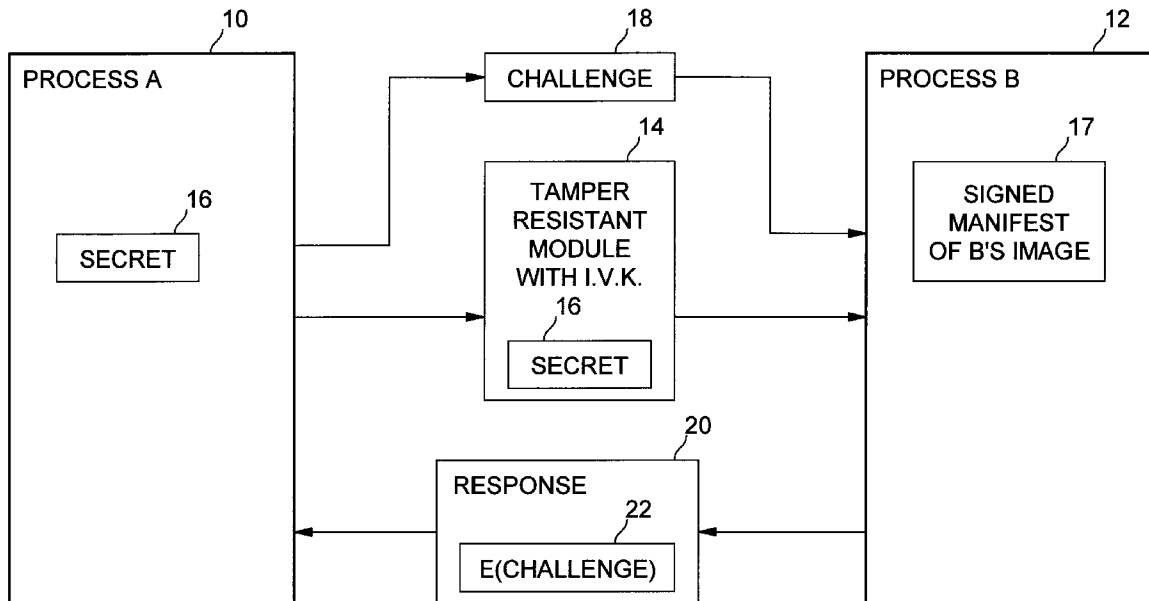 10
PROCESS A
16
SECRET
18
CHALLENGE
14
TAMPER
RESISTANT
MODULE
WITH I.V.K.
16
SECRET
20
RESPONSE
22
E(CHALLENGE)
12
PROCESS B
17
SIGNED
MANIFEST
OF B'S IMAGE